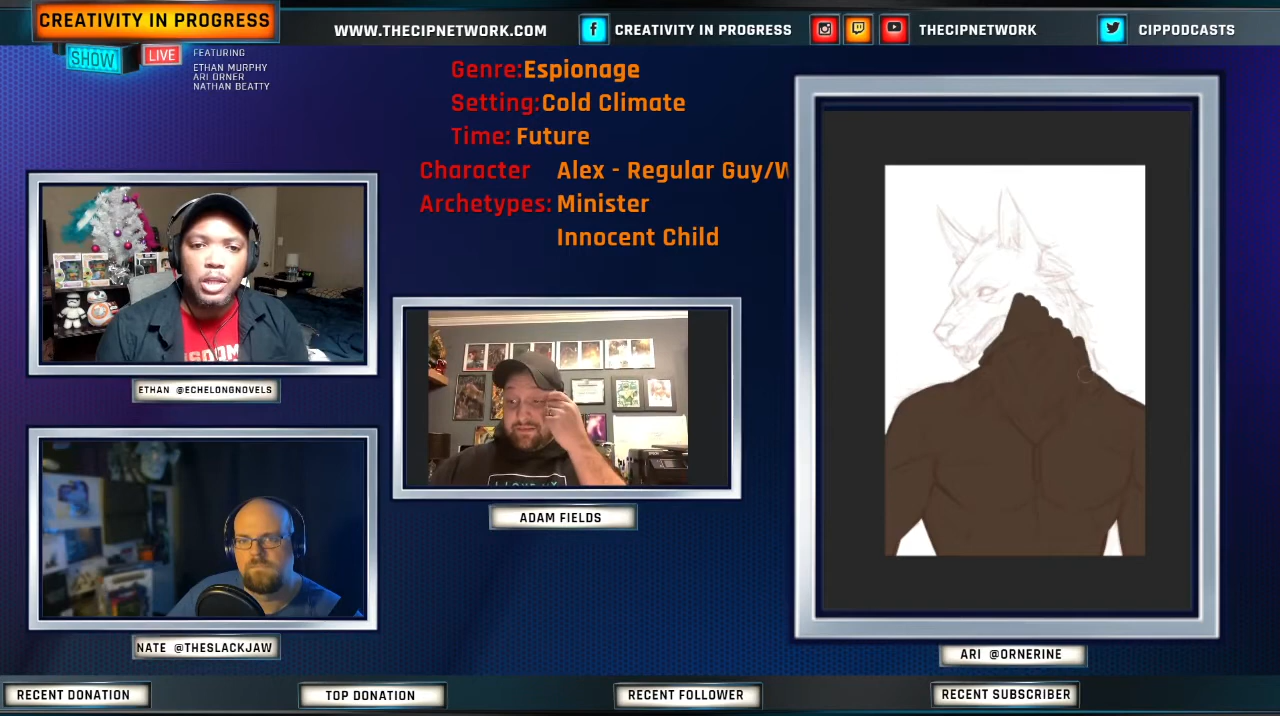 CREATIVITY IN PROGRESS
SHOW
LIVE
FEATURING
ETHAN MURPHY
ARI ORNER
NATHAN BEATTY
WWW.THECIPNETWORK.COM
CREATIVITY IN PROGRESS
THECIPNETWORK
CIPPODCASTS
Genre:Espionage
Setting:Cold Climate
Time: Future
Character Alex - Regular Guy/W
Archetypes: Minister
Innocent Child
ETHAN @ECHELONGNOVELS
ADAM FIELDS
NATE @THESLACKJAW
ARI @ORNERINE
RECENT DONATION
TOP DONATION
RECENT FOLLOWER
RECENT SUBSCRIBER